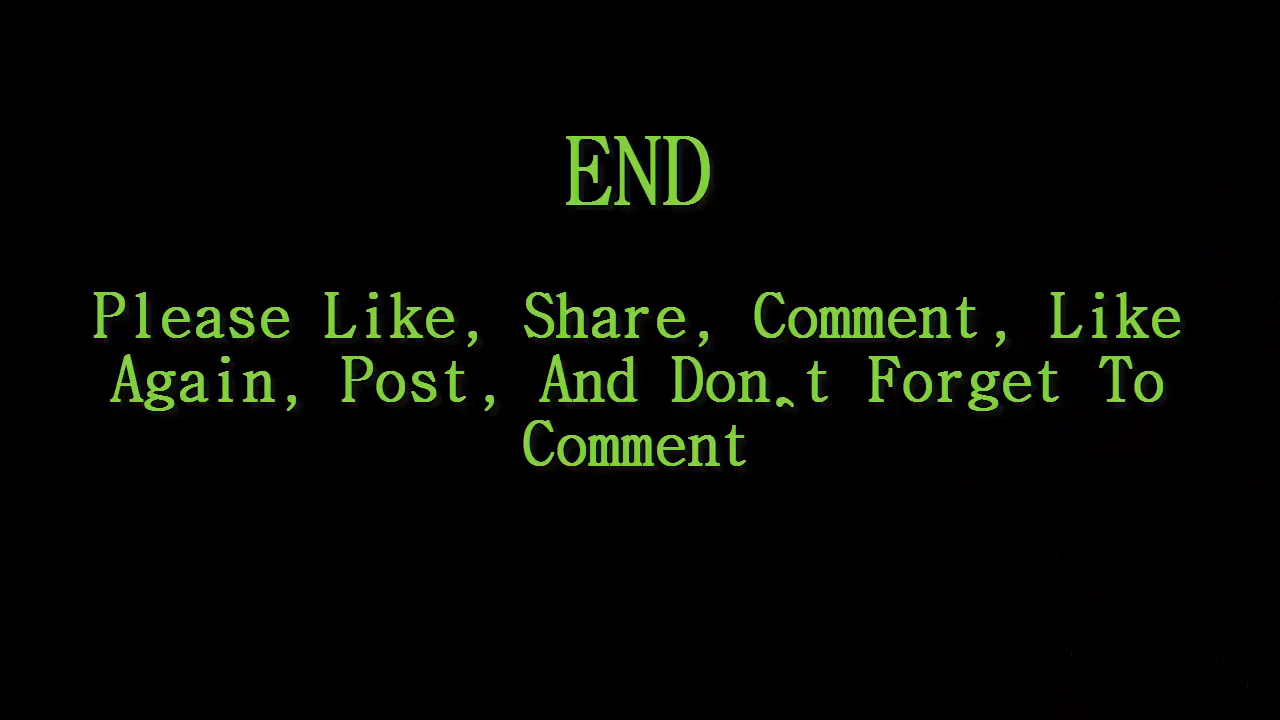 END
Please Like, Share, Comment, Like
Again, Post, And Don˛t Forget To
Comment